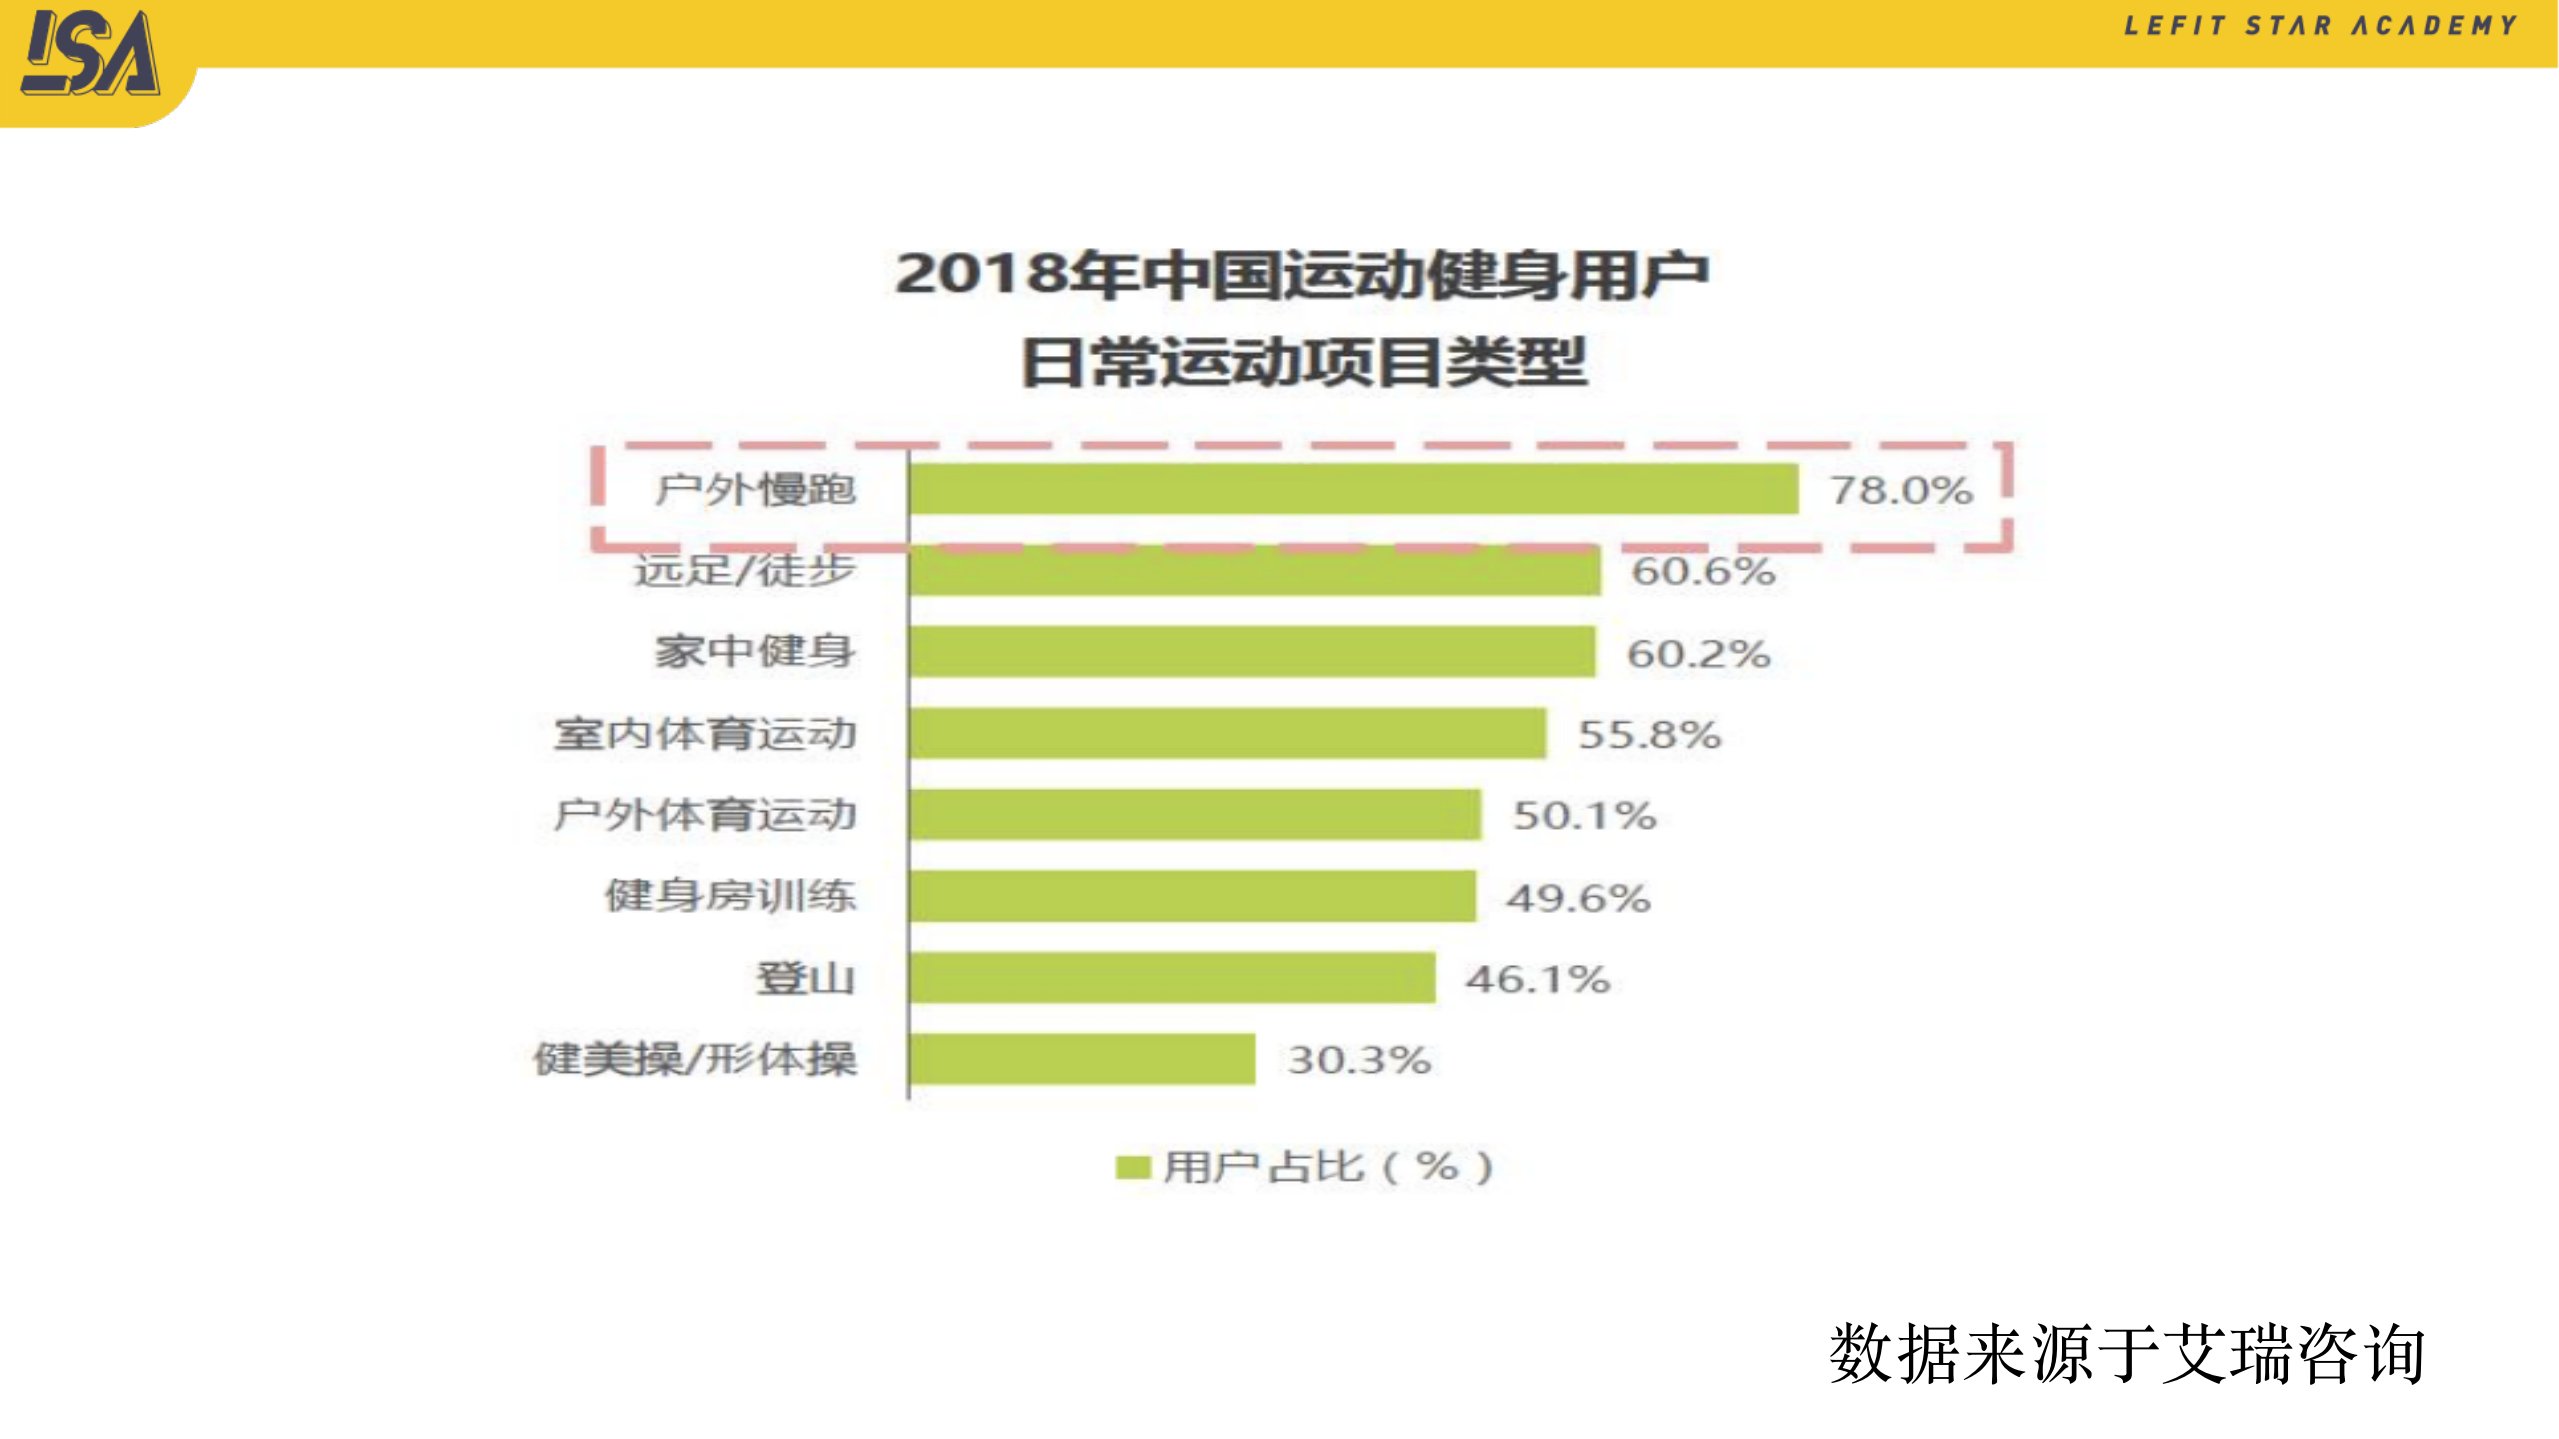 LSA
LEFIT STAR ACADEMY
2018年中国运动健身用户
日常运动项目类型
户外慢跑 78.0%
远足/徒步 60.6%
家中健身 60.2%
室内体育运动 55.8%
户外体育运动 50.1%
健身房训练 49.6%
登山 46.1%
健美操/形体操 30.3%
用户占比（%）
数据来源于艾瑞咨询